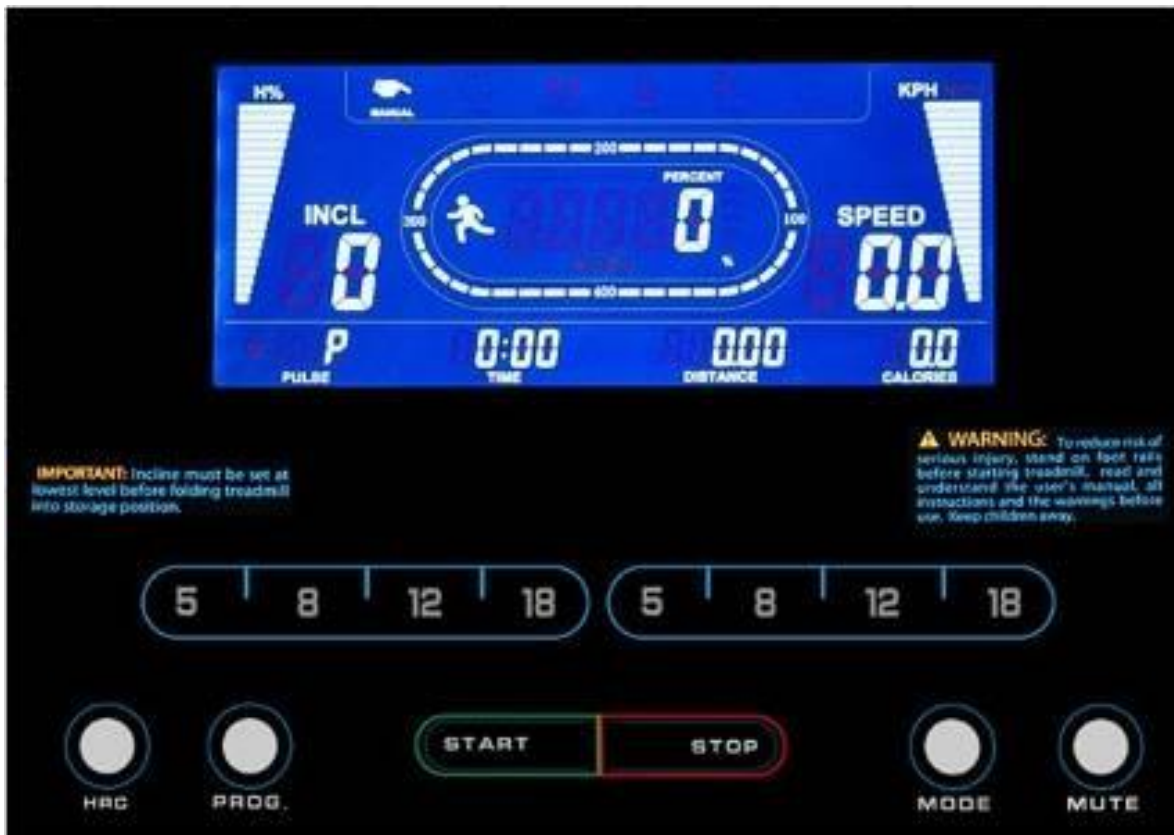 H%
MANUAL
KPH
200
PERCENT
0
%
300
100
400
INCL
0
SPEED
0.0
P
0:00
0.00
0.0
PULSE
TIME
DISTANCE
CALORIES
IMPORTANT: Incline must be set at
lowest level before folding treadmill
into storage position.
WARNING: To reduce risk of
serious injury, stand on foot rails
before starting treadmill, read and
understand the user's manual, all
instructions and the warnings before
use. Keep children away.
5 8 12 18
5 8 12 18
START
STOP
HRC
PROG.
MODE
MUTE